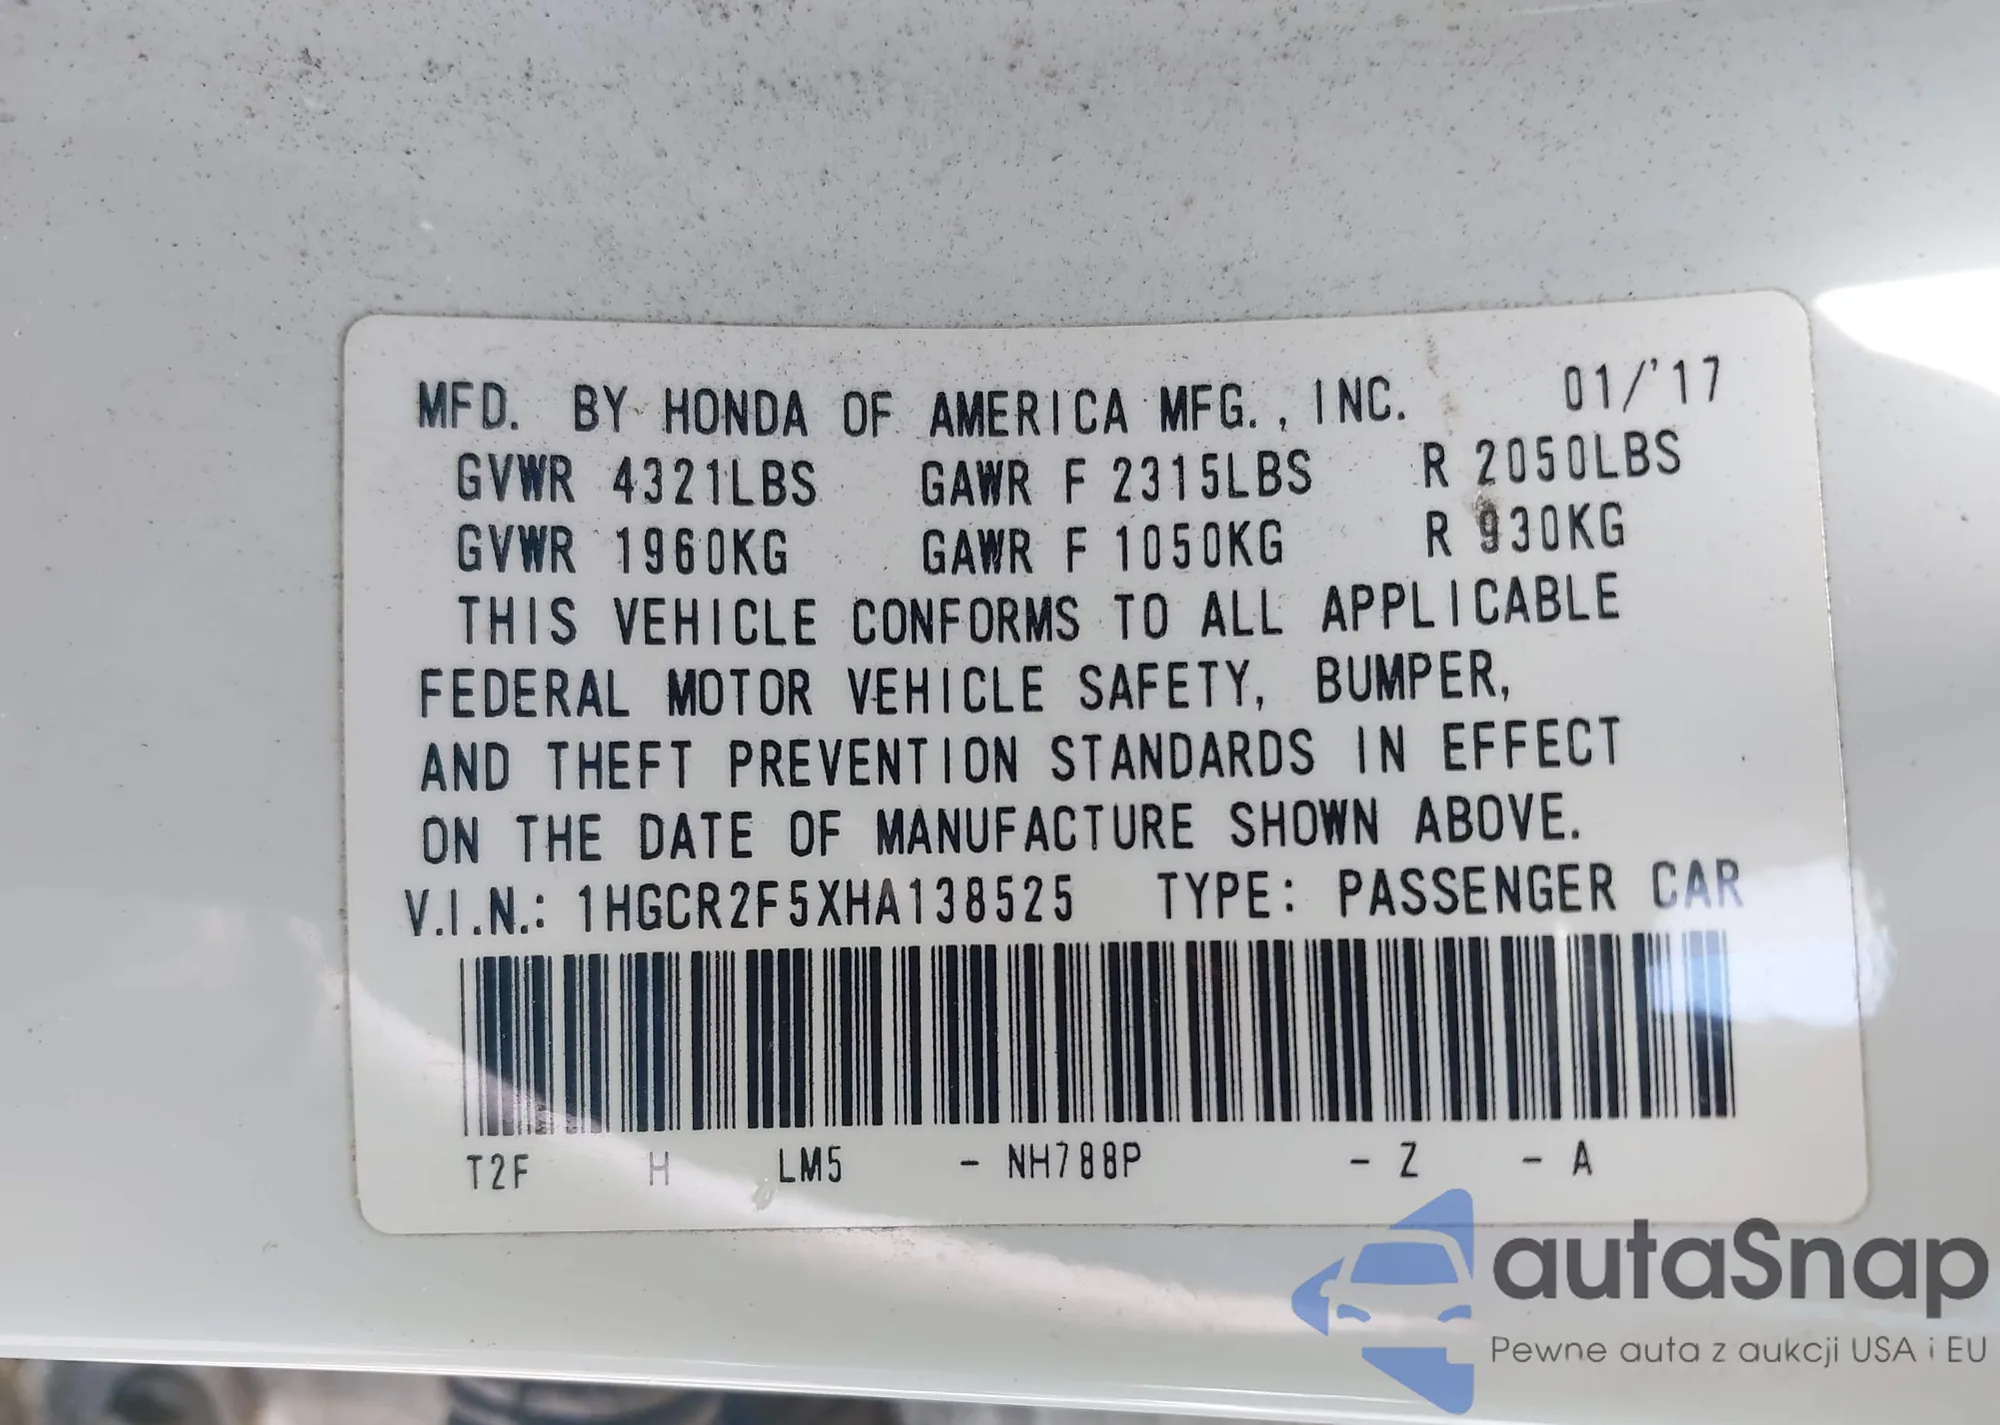 MFD. BY HONDA OF AMERICA MFG., INC. 01/'17
GVWR 4321LBS GAWR F 2315LBS R 2050LBS
GVWR 1960KG GAWR F 1050KG R 930KG
THIS VEHICLE CONFORMS TO ALL APPLICABLE
FEDERAL MOTOR VEHICLE SAFETY, BUMPER,
AND THEFT PREVENTION STANDARDS IN EFFECT
ON THE DATE OF MANUFACTURE SHOWN ABOVE.
V.I.N.: 1HGCR2F5XHA138525 TYPE: PASSENGER CAR
T2F H LM5 - NH788P - Z - A
autaSnap
Pewne auta z aukcji USA i EU